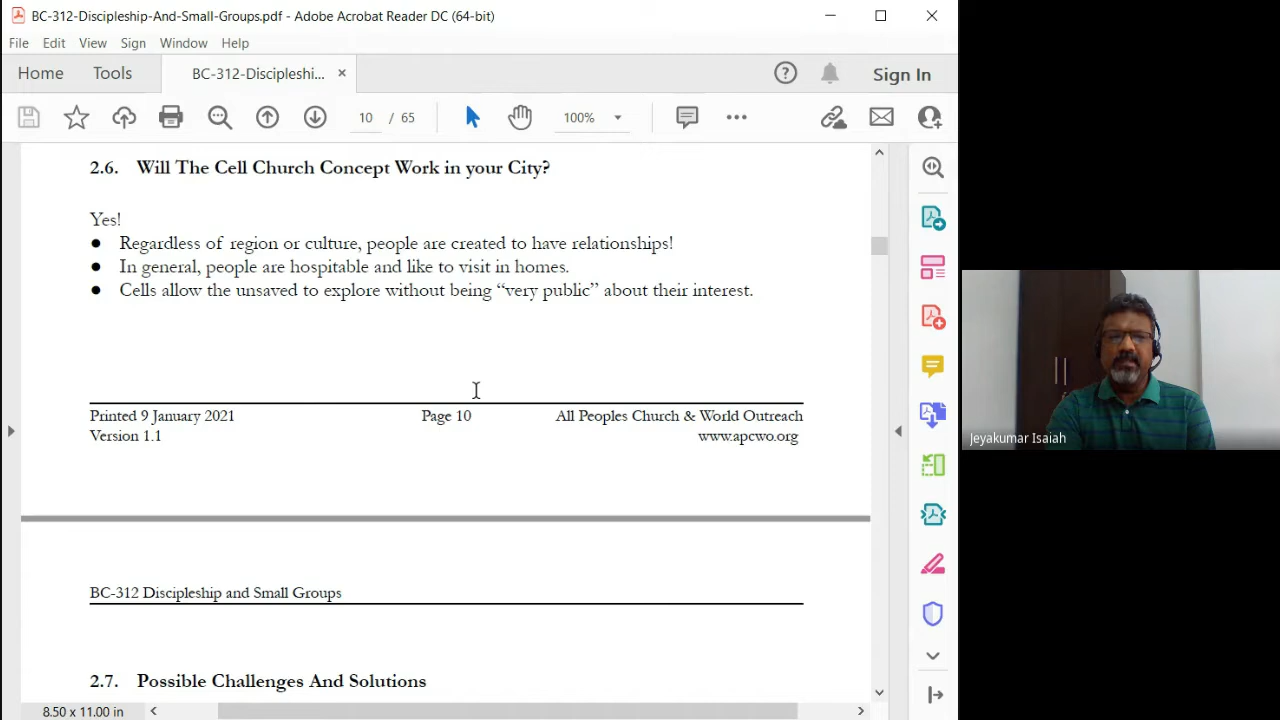 BC-312-Discipleship-And-Small-Groups.pdf - Adobe Acrobat Reader DC (64-bit)
File Edit View Sign Window Help
Home Tools BC-312-Discipleshi... × Sign In
10 / 65 100%
2.6. Will The Cell Church Concept Work in your City?
Yes!
● Regardless of region or culture, people are created to have relationships!
● In general, people are hospitable and like to visit in homes.
● Cells allow the unsaved to explore without being “very public” about their interest.
Printed 9 January 2021 Page 10 All Peoples Church & World Outreach
Version 1.1 www.apcwo.org
BC-312 Discipleship and Small Groups
2.7. Possible Challenges And Solutions
8.50 x 11.00 in
Jeyakumar Isaiah